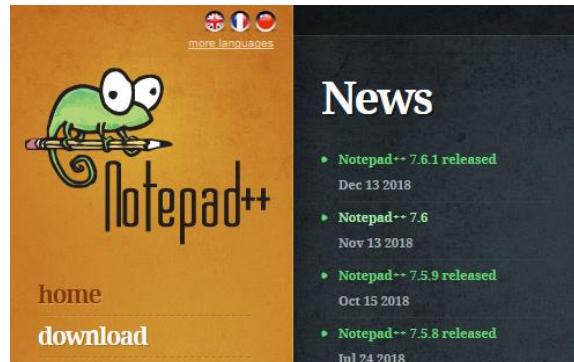 more languages
Notepad++
home
download
News
Notepad++ 7.6.1 released
Dec 13 2018
Notepad++ 7.6
Nov 13 2018
Notepad++ 7.5.9 released
Oct 15 2018
Notepad++ 7.5.8 released
Jul 24 2018